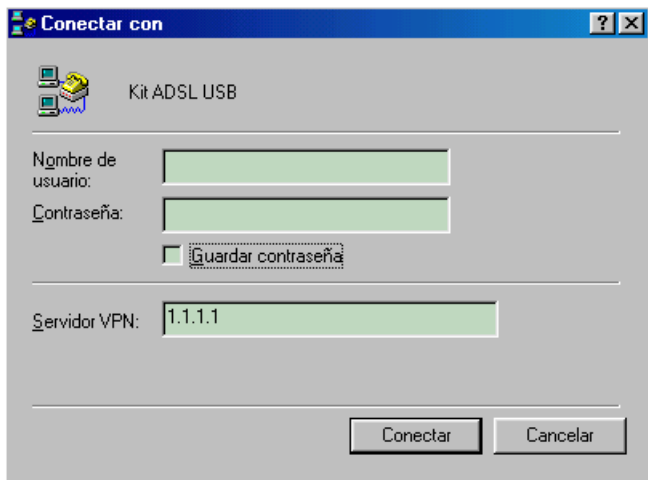 Conectar con
Kit ADSL USB
Nombre de
usuario:
Contraseña:
Guardar contraseña
Servidor VPN: 1.1.1.1
Conectar Cancelar